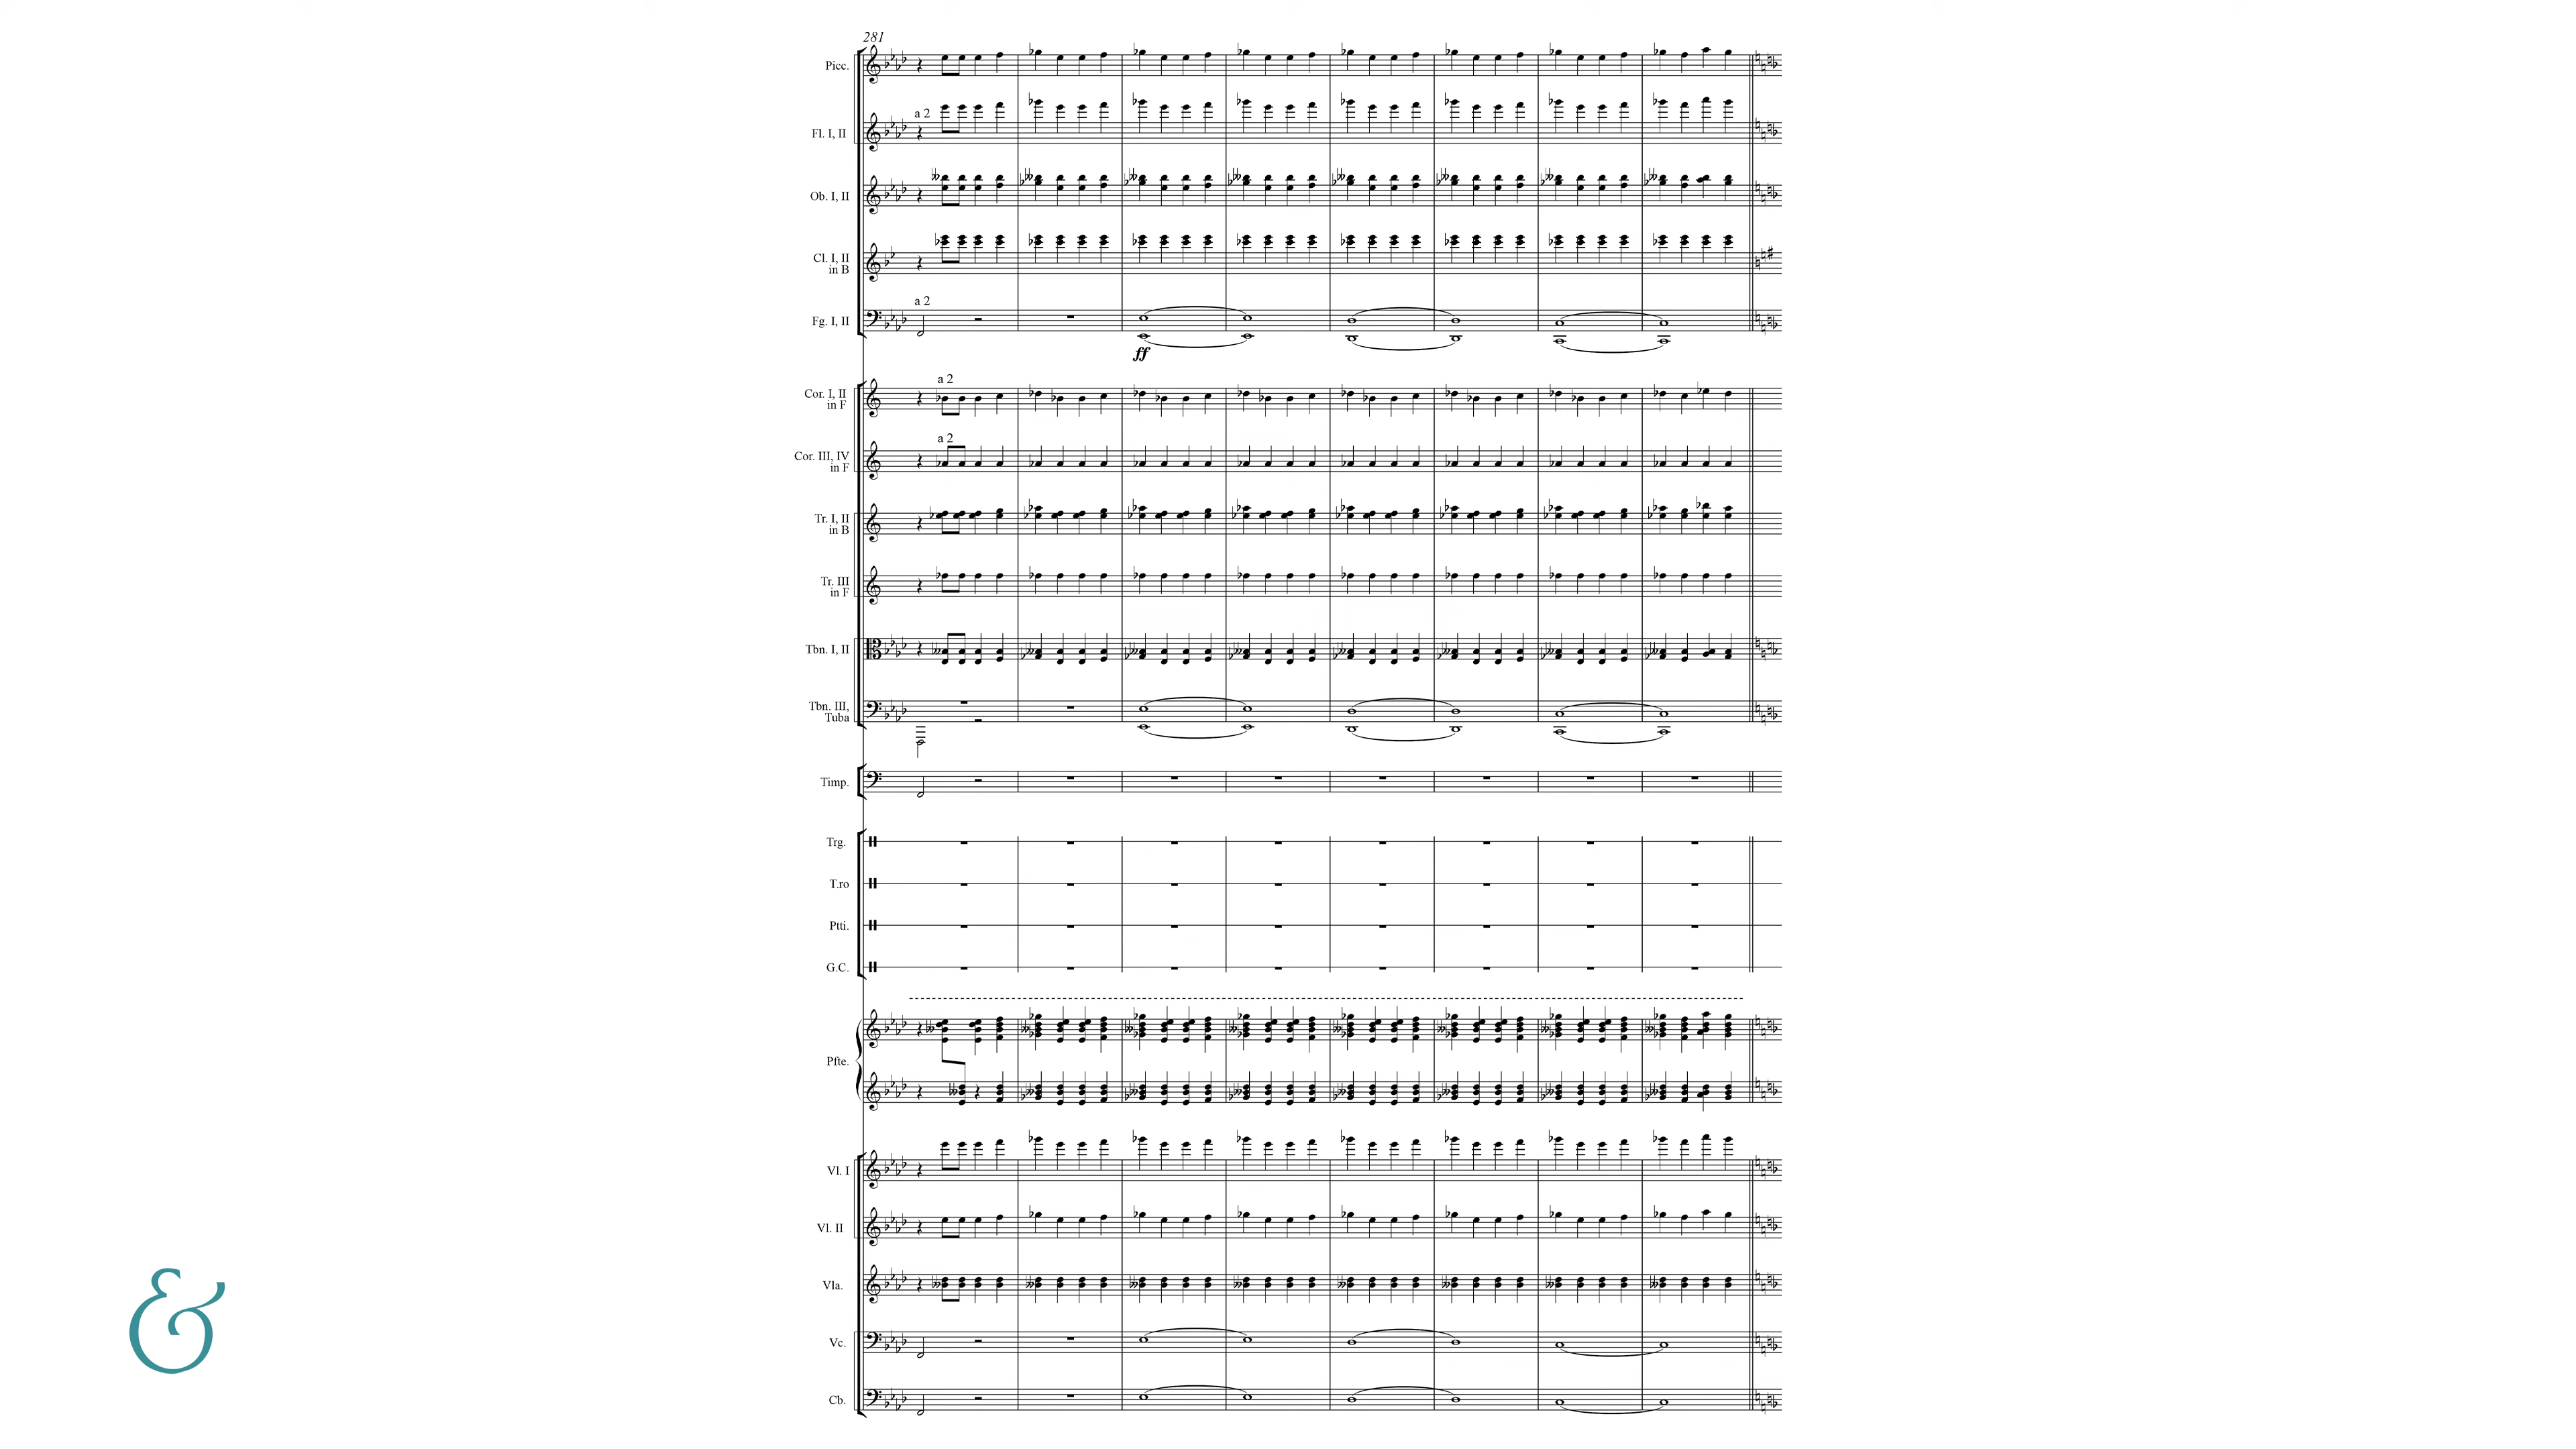 281
Picc.
a 2
Fl. I, II
Ob. I, II
Cl. I, II
in B
a 2
Fg. I, II
ff
a 2
Cor. I, II
in F
a 2
Cor. III, IV
in F
Tr. I, II
in B
Tr. III
in F
Tbn. I, II
Tbn. III,
Tuba
Timp.
Trg.
T.ro
Ptti.
G.C.
Pfte.
Vl. I
Vl. II
Vla.
Vc.
Cb.
&